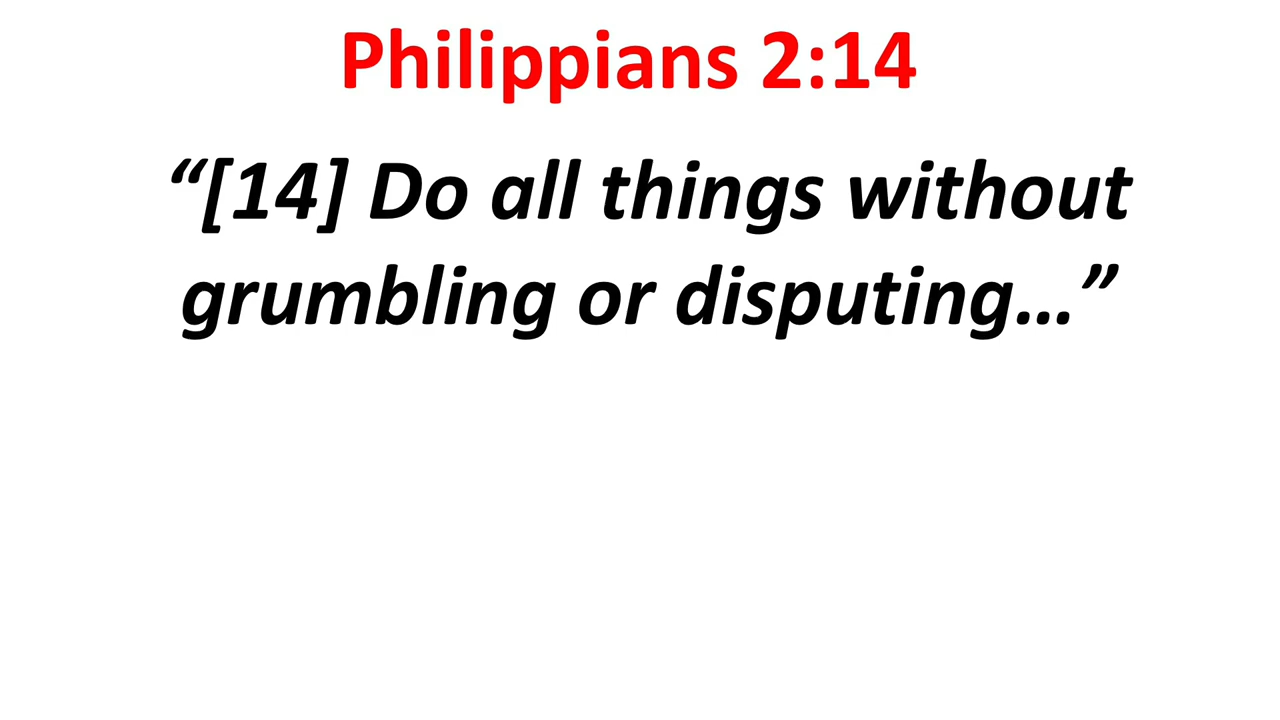 Philippians 2:14
“[14] Do all things without
grumbling or disputing…”